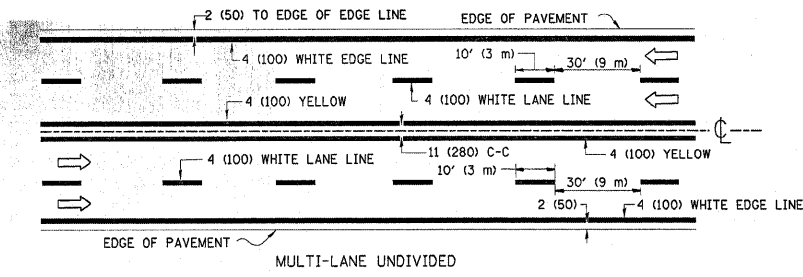 2 (50) TO EDGE OF EDGE LINE
EDGE OF PAVEMENT
4 (100) WHITE EDGE LINE
10' (3 m)
30' (9 m)
4 (100) YELLOW
4 (100) WHITE LANE LINE
℄
4 (100) WHITE LANE LINE
11 (280) C-C
4 (100) YELLOW
10' (3 m)
30' (9 m)
2 (50)
4 (100) WHITE EDGE LINE
EDGE OF PAVEMENT
MULTI-LANE UNDIVIDED